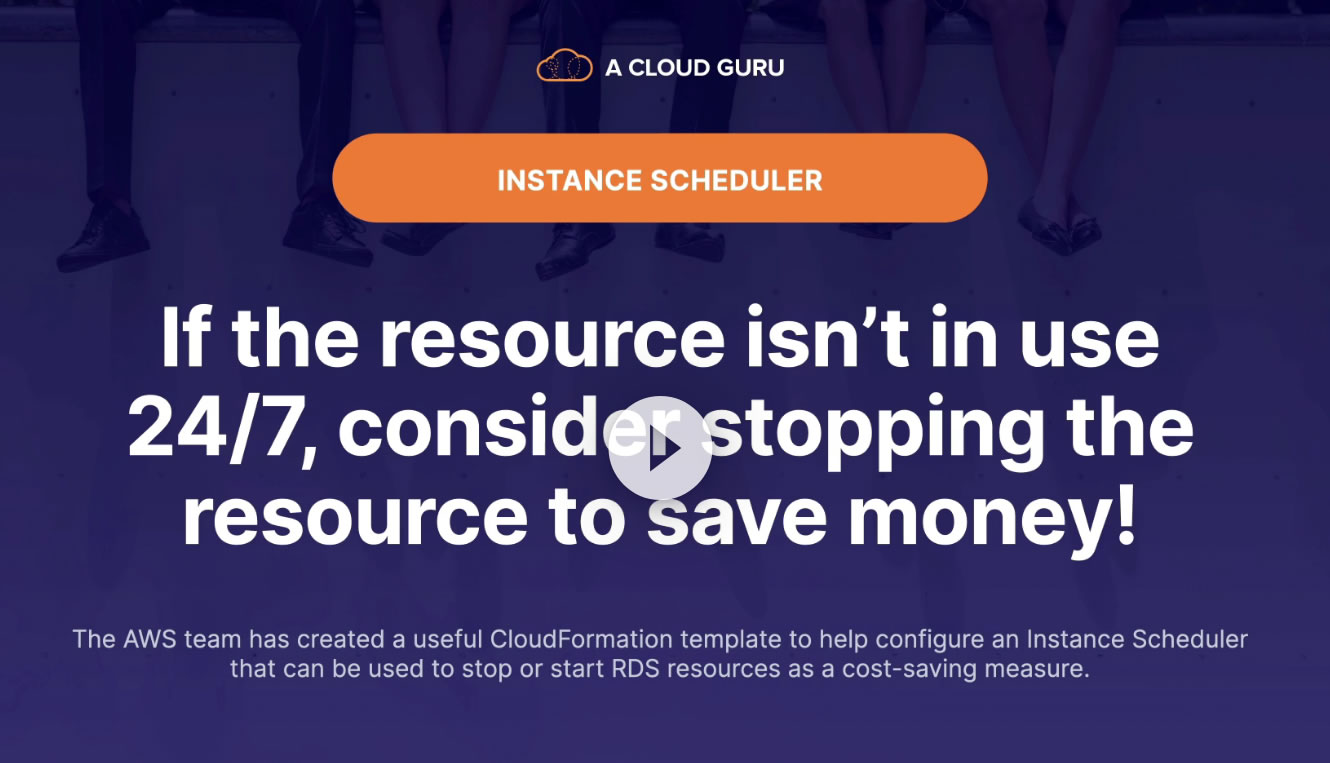 A CLOUD GURU
INSTANCE SCHEDULER
If the resource isn’t in use
24/7, consider stopping the
resource to save money!
The AWS team has created a useful CloudFormation template to help configure an Instance Scheduler
that can be used to stop or start RDS resources as a cost-saving measure.